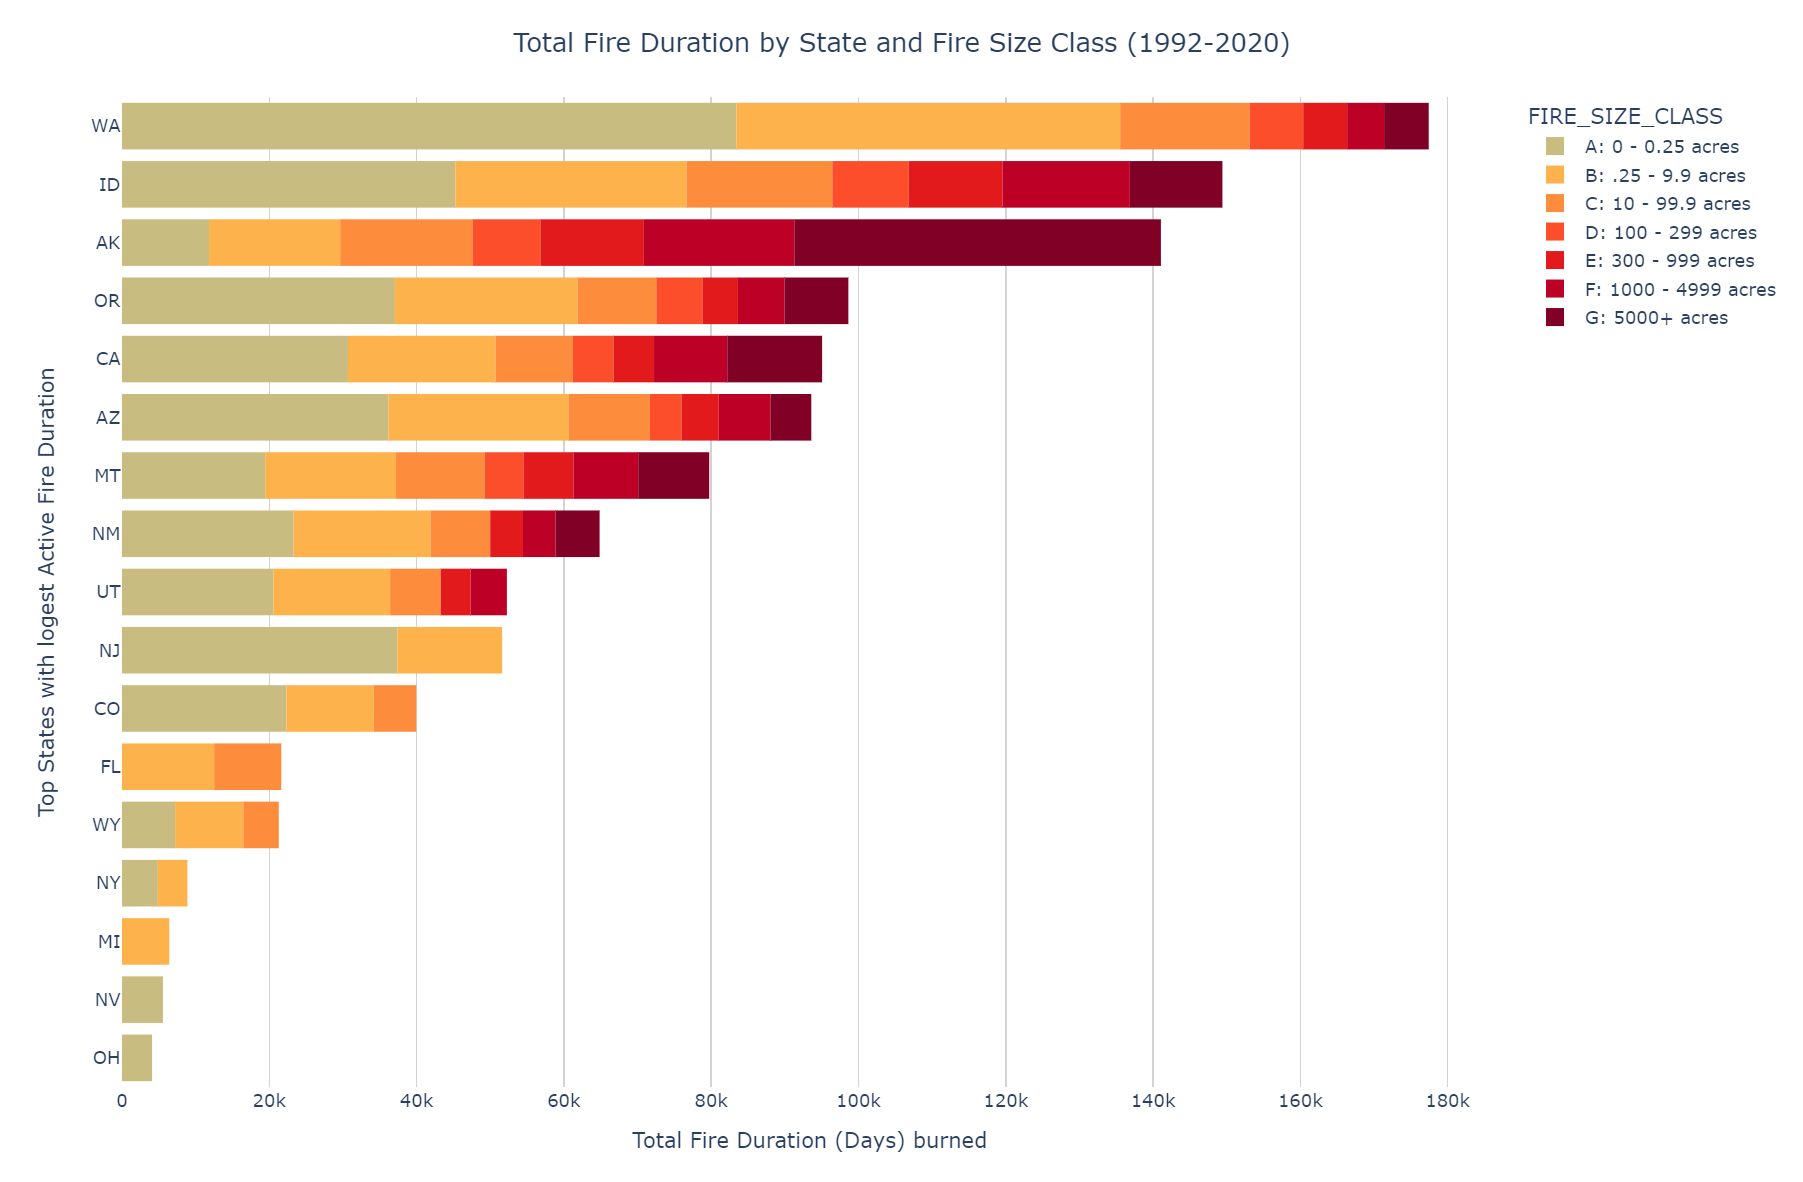 Total Fire Duration by State and Fire Size Class (1992-2020)
FIRE_SIZE_CLASS
A: 0 - 0.25 acres
B: .25 - 9.9 acres
C: 10 - 99.9 acres
D: 100 - 299 acres
E: 300 - 999 acres
F: 1000 - 4999 acres
G: 5000+ acres
Top States with logest Active Fire Duration
WA
ID
AK
OR
CA
AZ
MT
NM
UT
NJ
CO
FL
WY
NY
MI
NV
OH
0 20k 40k 60k 80k 100k 120k 140k 160k 180k
Total Fire Duration (Days) burned